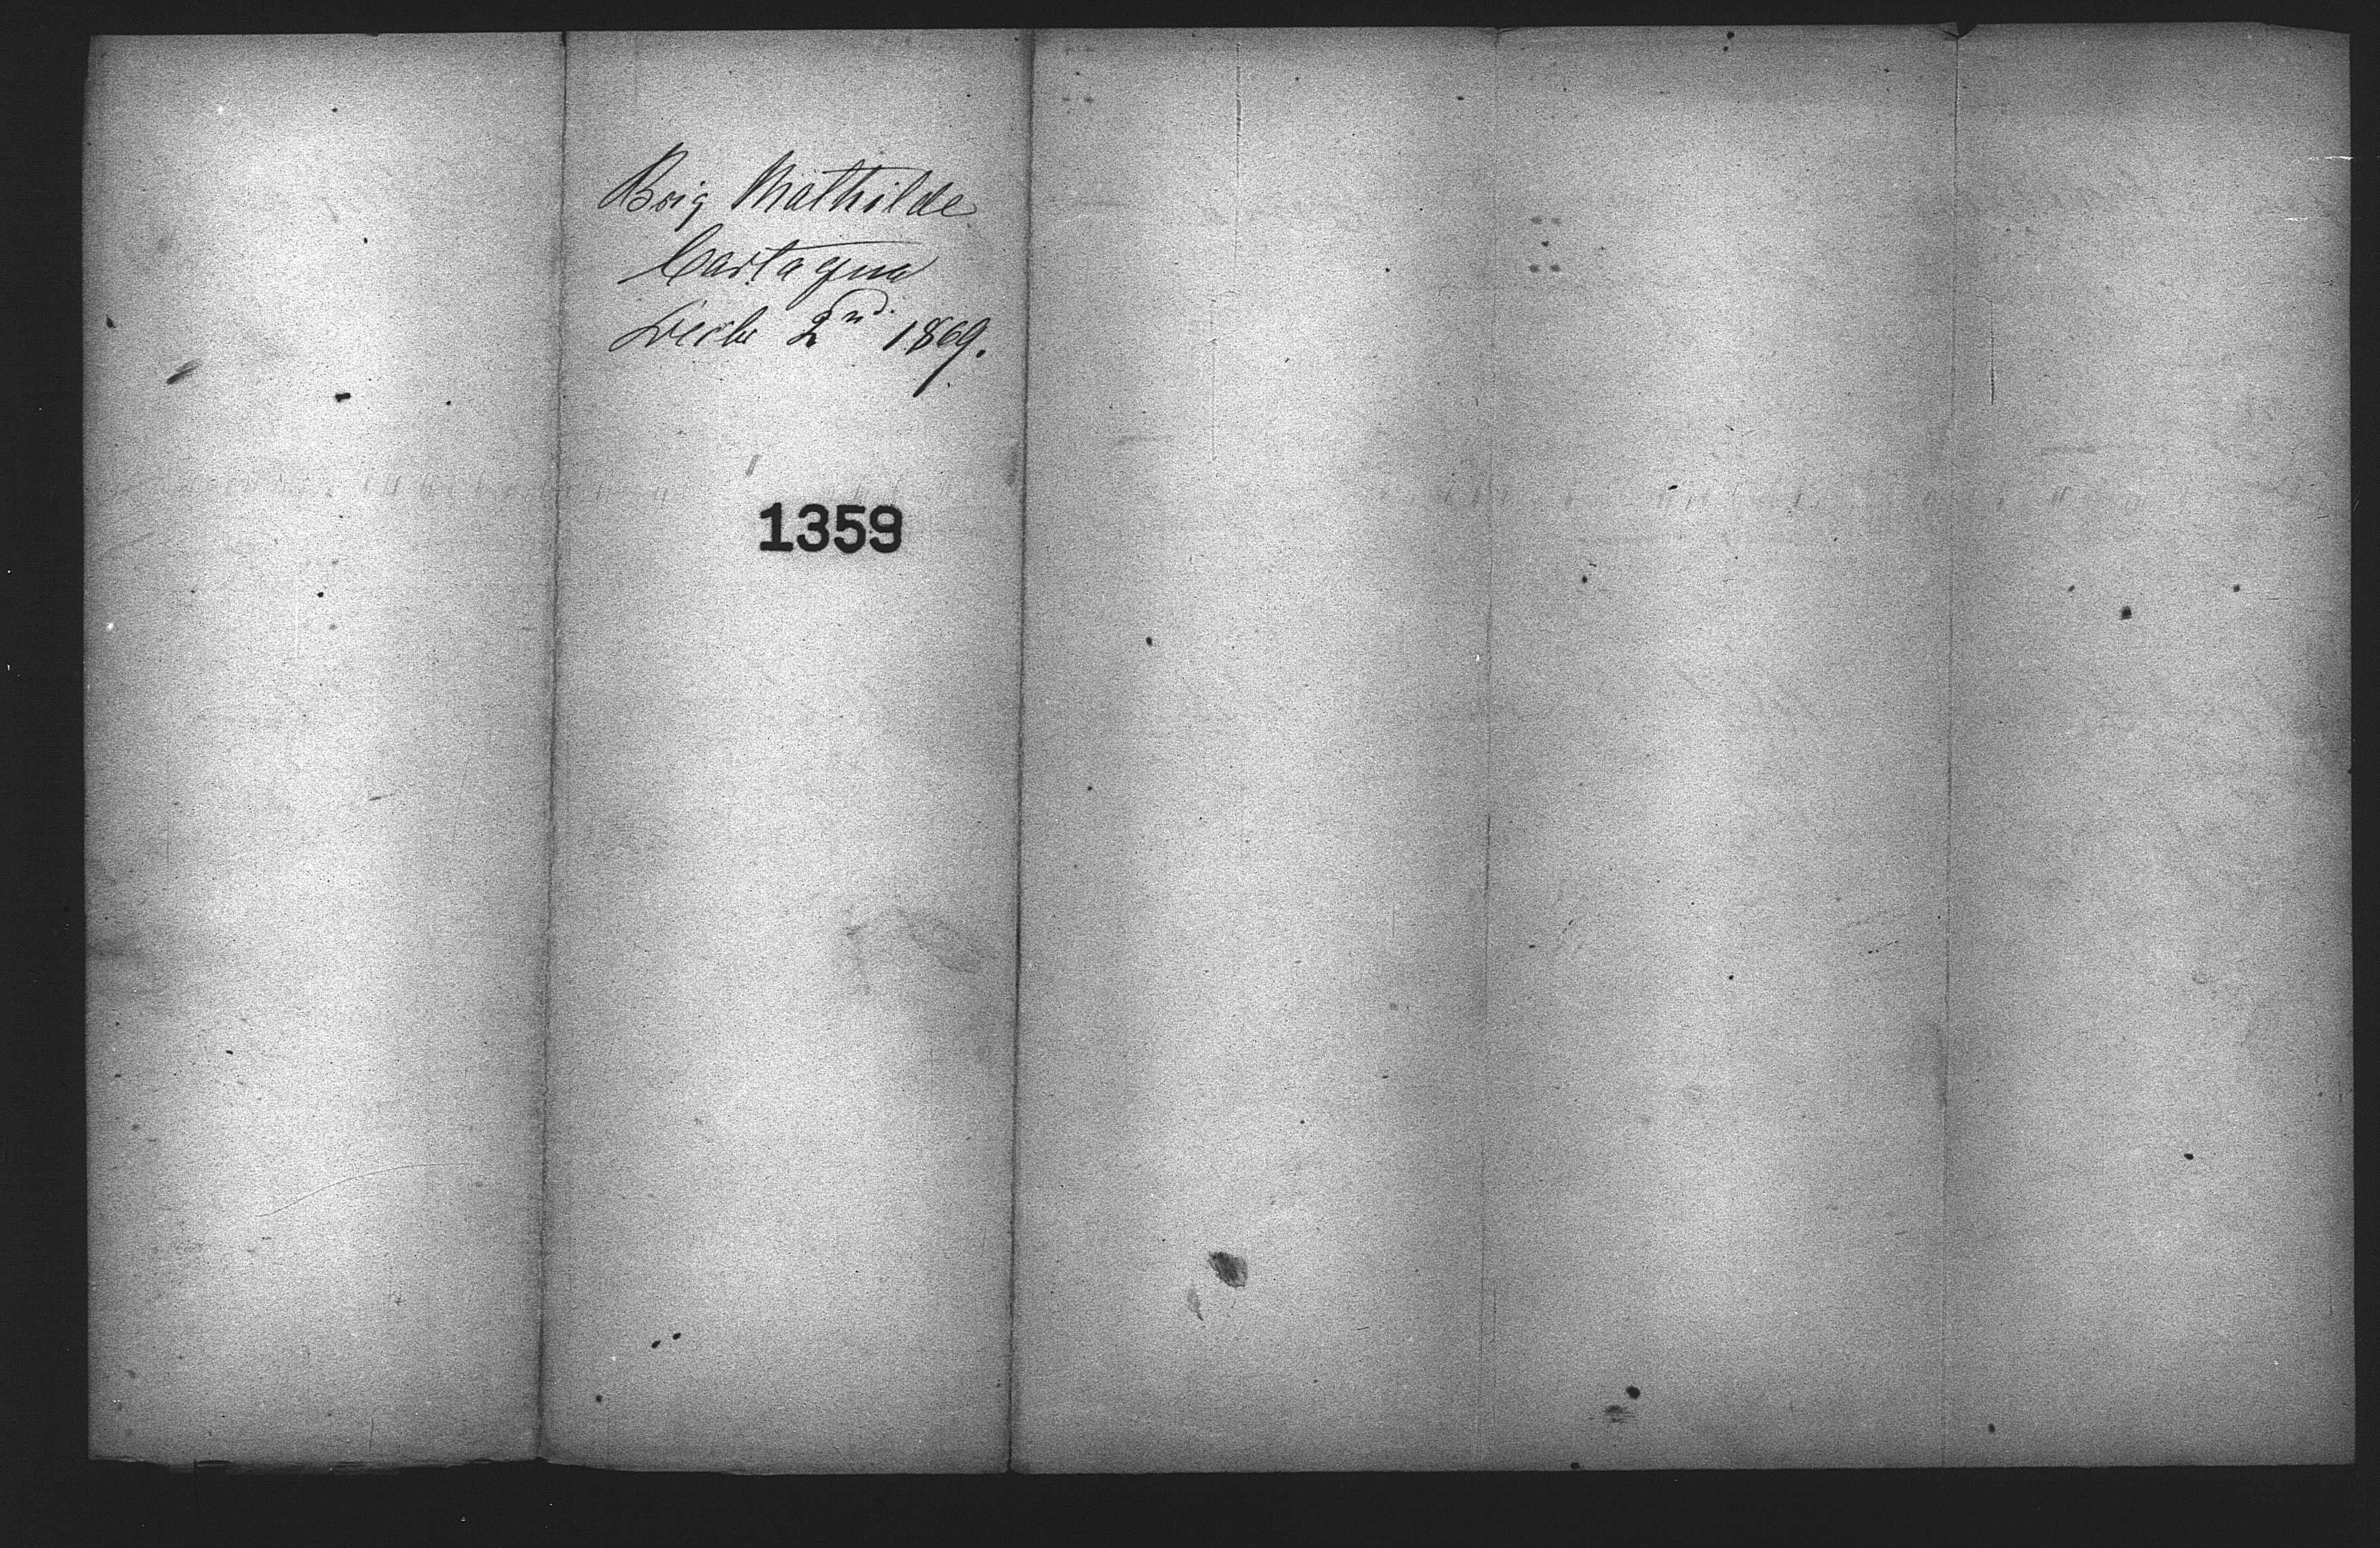 Brig Mathilde
Cartagena
Decbr 2nd. 1869.
1359